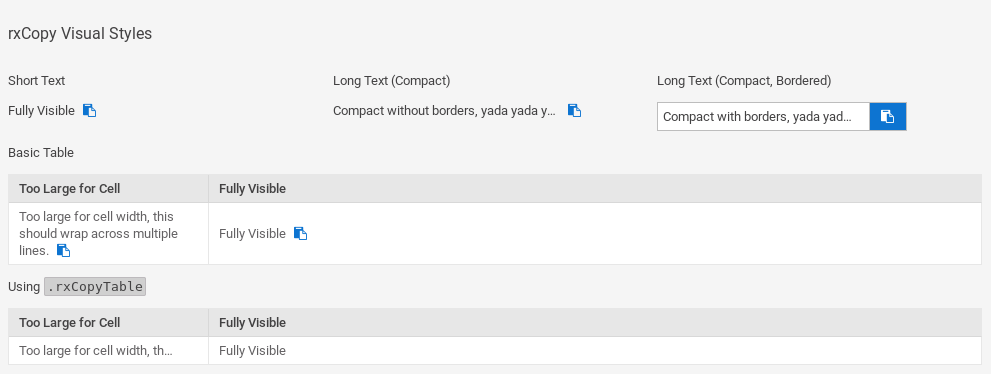 rxCopy Visual Styles
Short Text
Long Text (Compact)
Long Text (Compact, Bordered)
Fully Visible
Compact without borders, yada yada y...
Compact with borders, yada yad...
Basic Table
Too Large for Cell
Fully Visible
Too large for cell width, this
should wrap across multiple
lines.
Fully Visible
Using .rxCopyTable
Too Large for Cell
Fully Visible
Too large for cell width, th...
Fully Visible